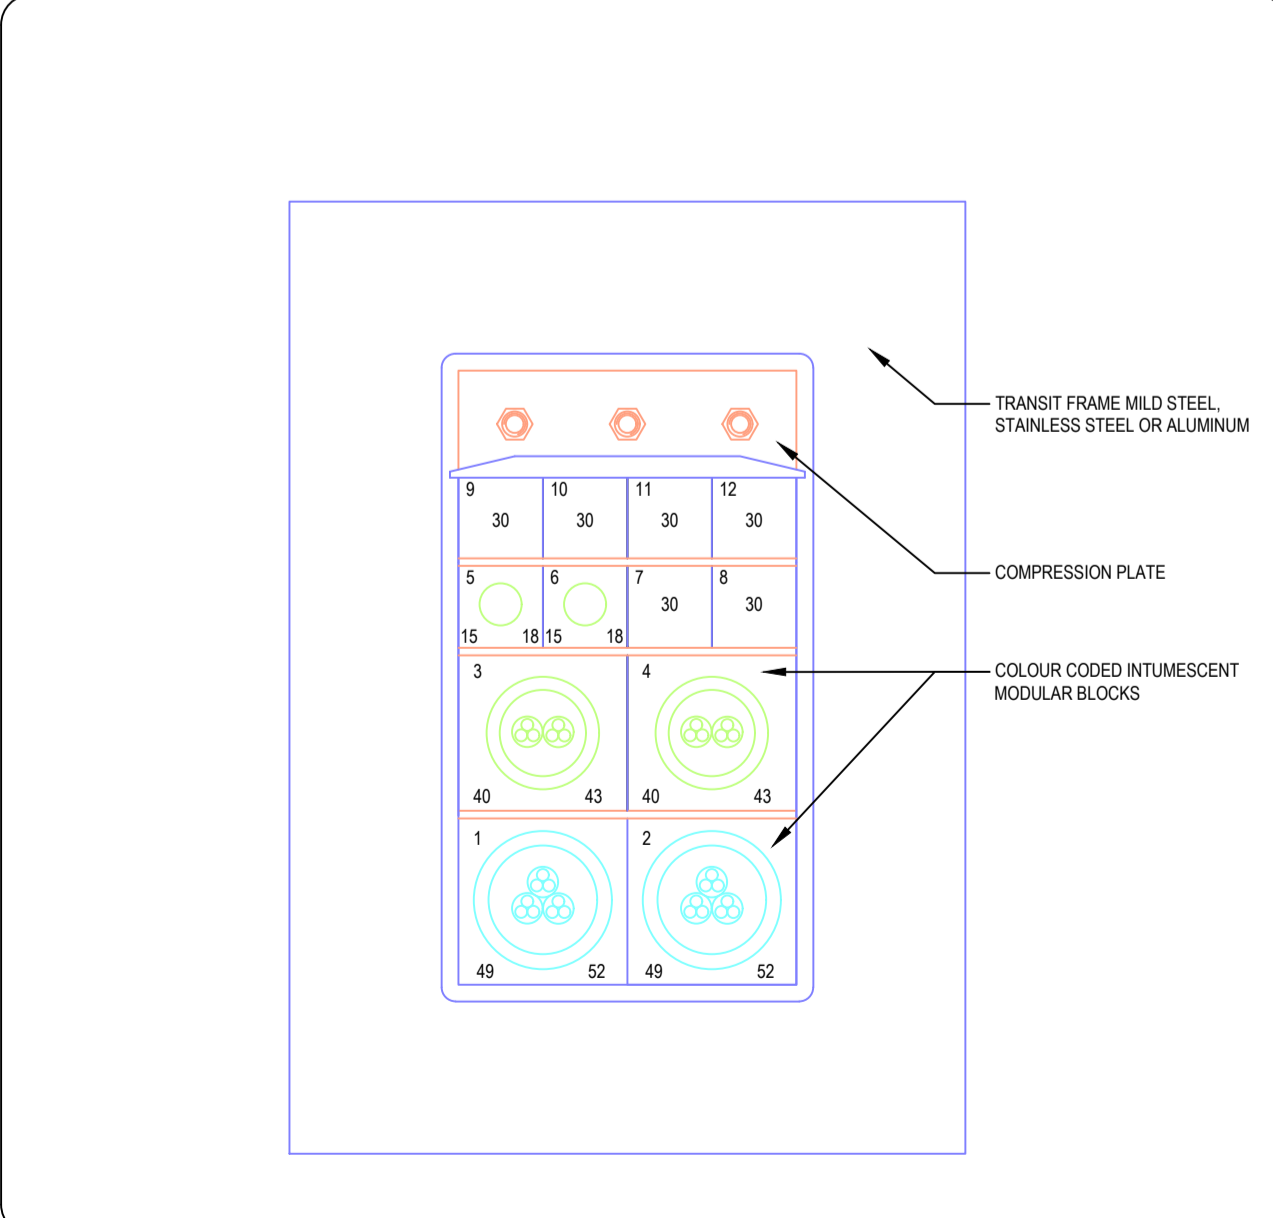 TRANSIT FRAME MILD STEEL,
STAINLESS STEEL OR ALUMINUM
9 10 11 12
30 30 30 30
COMPRESSION PLATE
5 6 7 8
30 30
15 18 15 18
3 4
COLOUR CODED INTUMESCENT
MODULAR BLOCKS
40 43 40 43
1 2
49 52 49 52